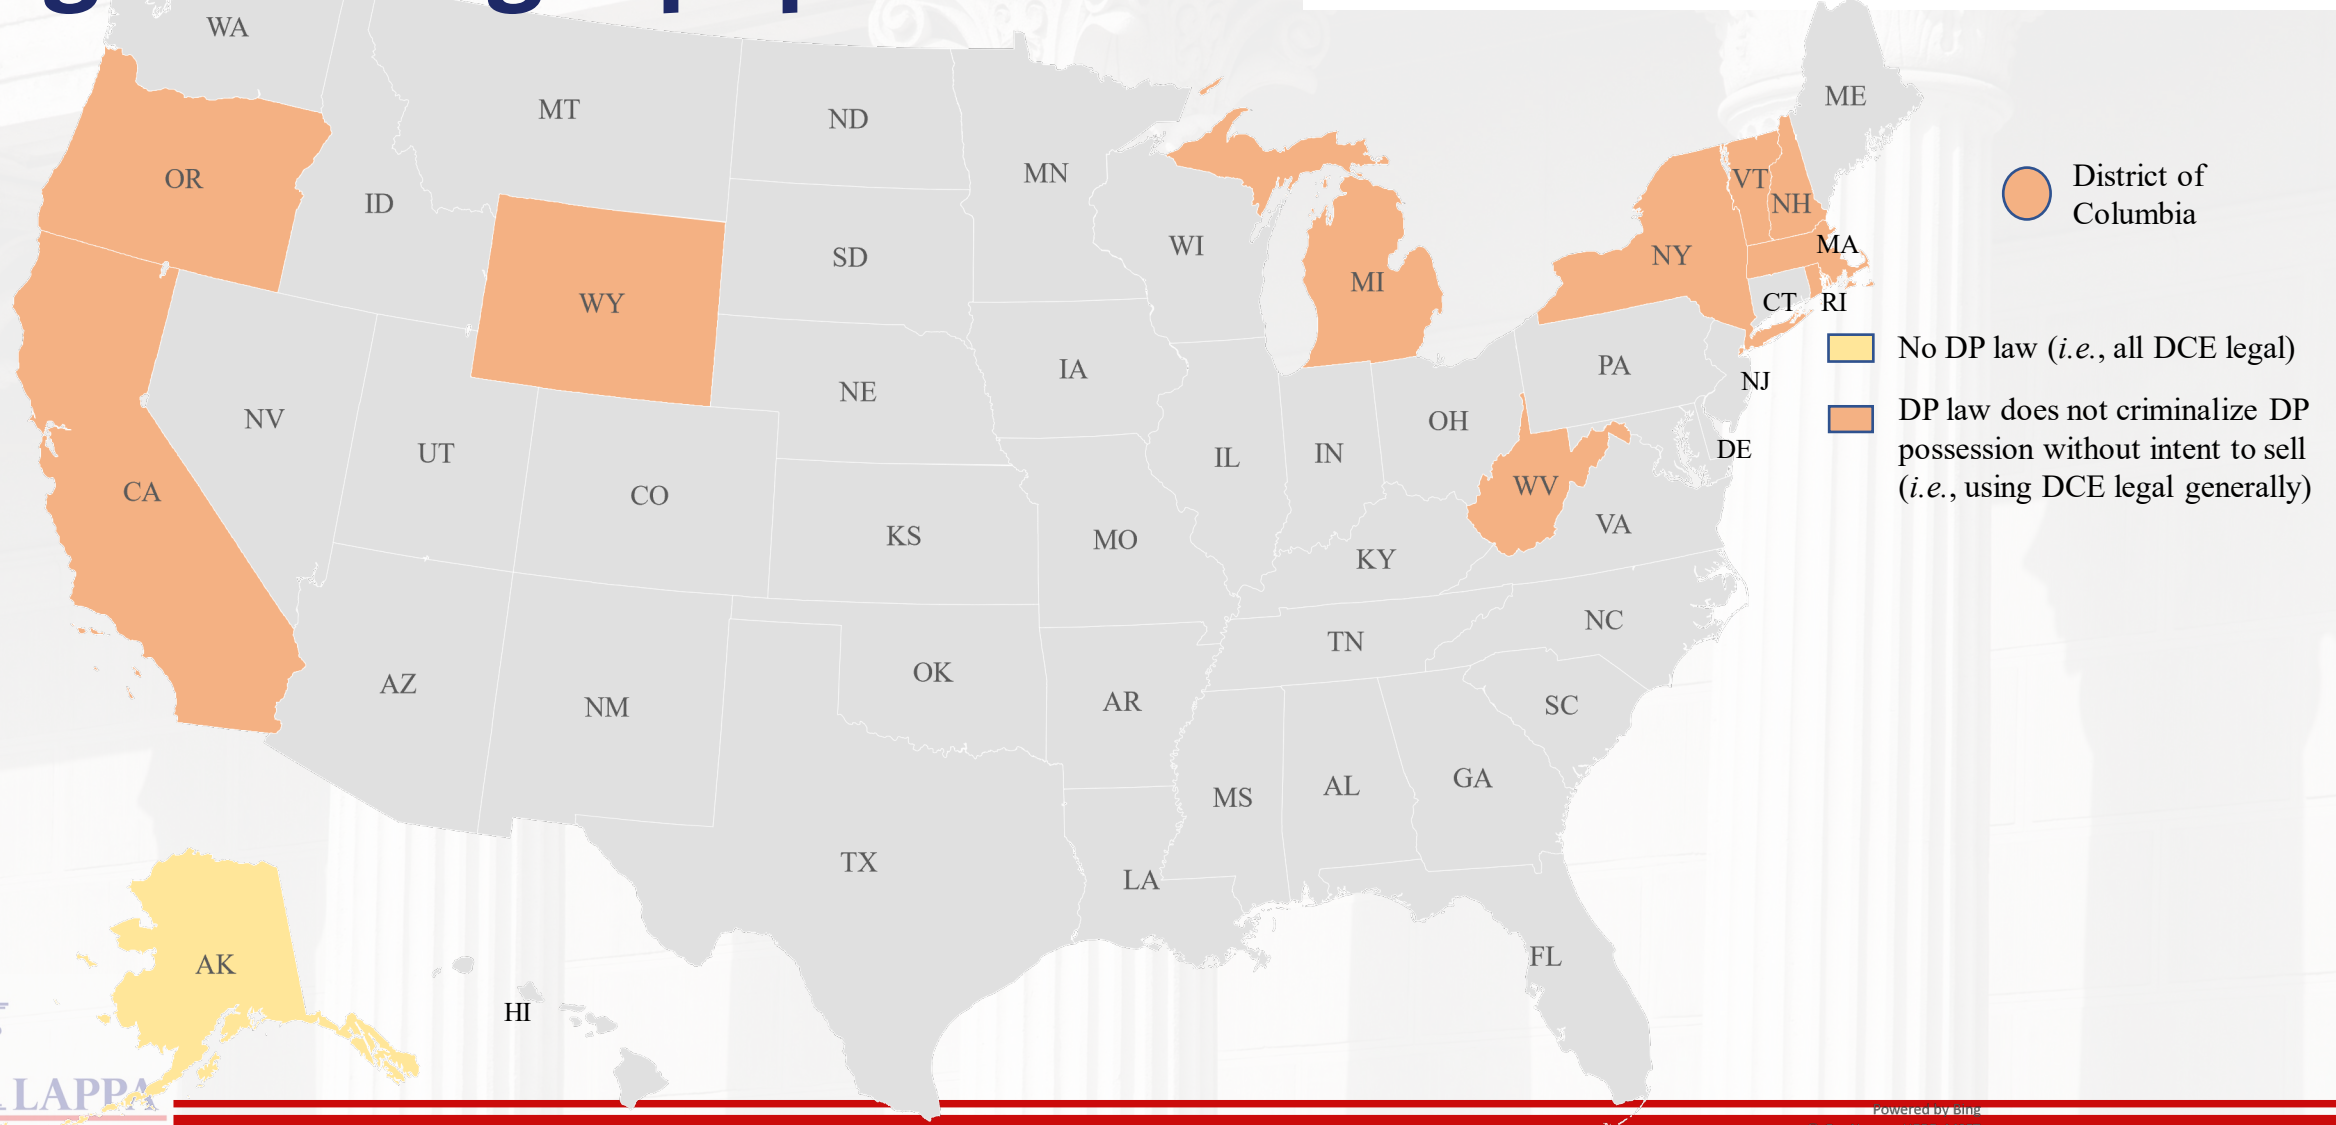 WA
MT
ND
ME
MN
OR
ID
VT
NH
District of
Columbia
SD
WI
NY
MA
MI
WY
CT
RI
No DP law (i.e., all DCE legal)
IA
PA
NJ
NE
DP law does not criminalize DP
possession without intent to sell
(i.e., using DCE legal generally)
NV
OH
DE
UT
IL
IN
CA
CO
WV
KS
MO
VA
KY
NC
TN
OK
AZ
NM
AR
SC
MS
AL
GA
TX
LA
FL
AK
HI
LAPPA
Powered by Bing